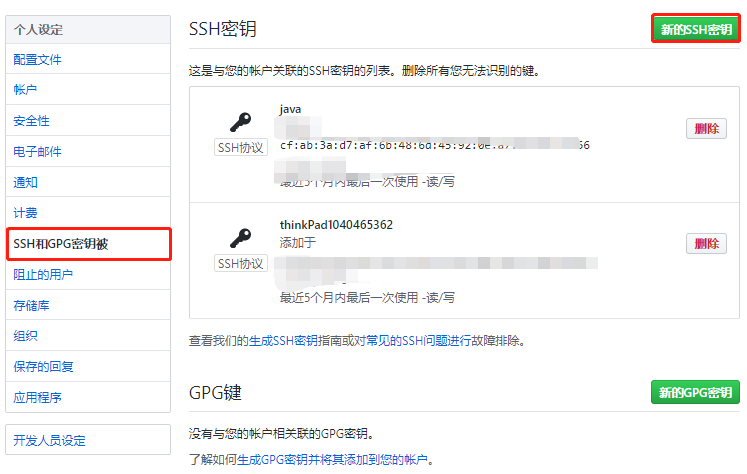 个人设定
配置文件
帐户
安全性
电子邮件
通知
计费
SSH和GPG密钥被
阻止的用户
存储库
组织
保存的回复
应用程序
开发人员设定
SSH密钥
新的SSH密钥
这是与您的帐户关联的SSH密钥的列表。删除所有您无法识别的键。
java
cf:ab:3a:d7:af:6b:48:6d:45:92:0e:
SSH协议
最近5个月内最后一次使用 -读/写
删除
thinkPad1040465362
添加于
SSH协议
最近5个月内最后一次使用 -读/写
删除
查看我们的生成SSH密钥指南或对常见的SSH问题进行故障排除。
GPG键
新的GPG密钥
没有与您的帐户相关联的GPG密钥。
了解如何生成GPG密钥并将其添加到您的帐户。